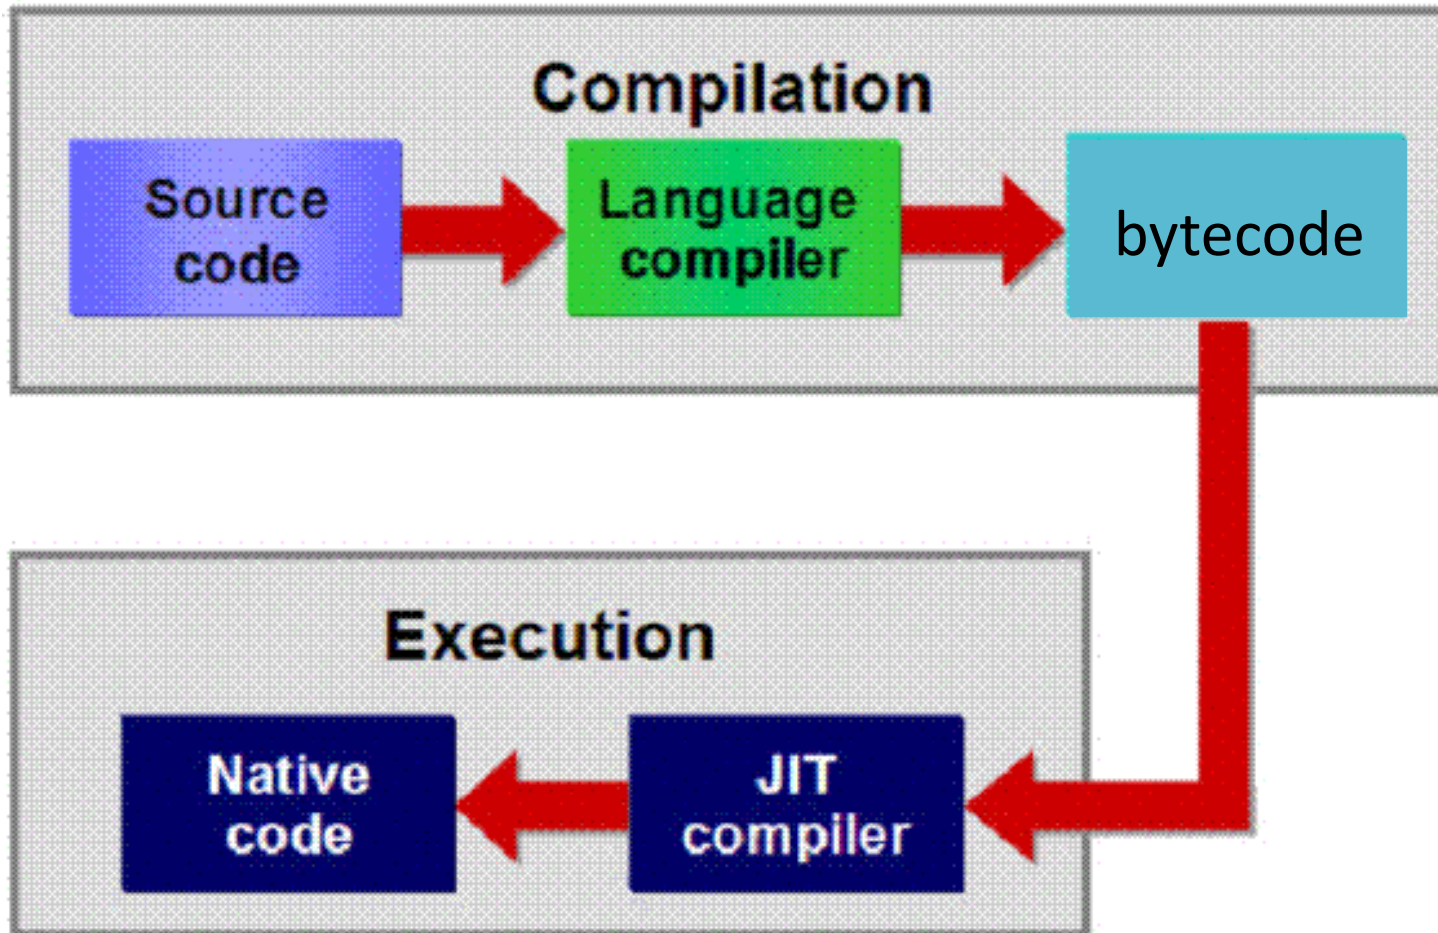 Compilation
Source
code
Language
compiler
bytecode
Execution
Native
code
JIT
compiler